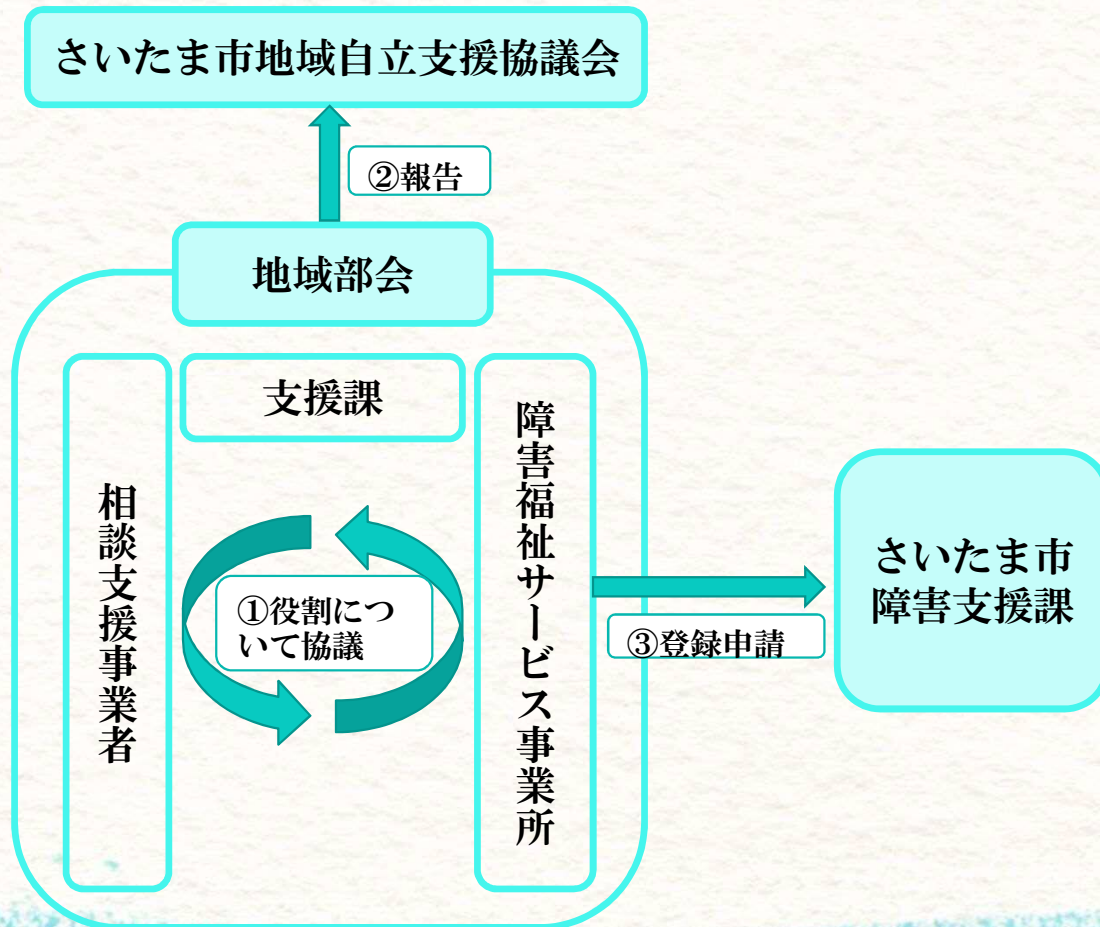 さいたま市地域自立支援協議会
②報告
地域部会
支援課
相談支援事業者
①役割につ
いて協議
障害福祉サービス事業所
③登録申請
さいたま市
障害支援課